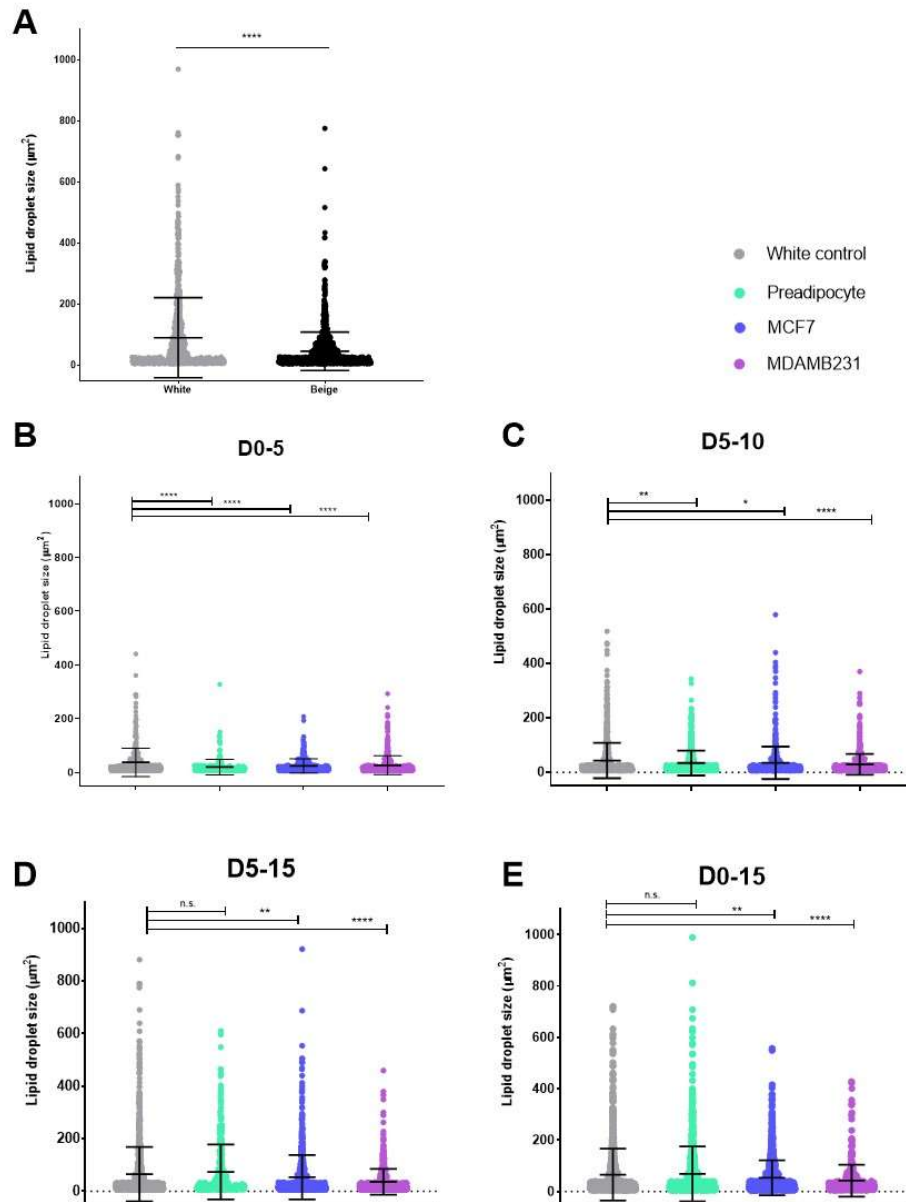 A
****
1000
800
600
400
200
0
Lipid droplet size (µm²)
White Beige
White control
Preadipocyte
MCF7
MDAMB231
B
D0-5
****
****
****
1000
800
600
400
200
0
Lipid droplet size (µm²)
C
D5-10
**
*
****
1000
800
600
400
200
0
Lipid droplet size (µm²)
D
D5-15
n.s.
**
****
1000
800
600
400
200
0
Lipid droplet size (µm²)
E
D0-15
n.s.
**
****
1000
800
600
400
200
0
Lipid droplet size (µm²)